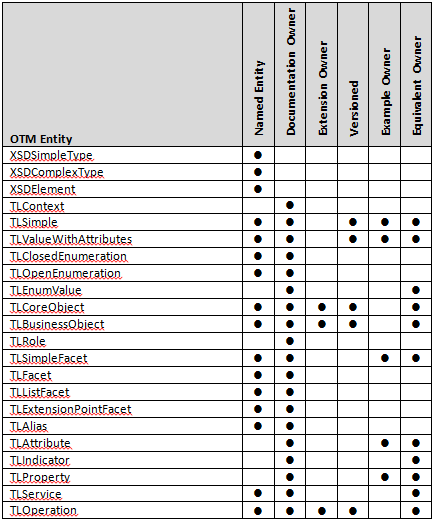 OTM Entity Named Entity Documentation Owner Extension Owner Versioned Example Owner Equivalent Owner
XSDSimpleType ●
XSDComplexType ●
XSDElement ●
TLContext ●
TLSimple ● ● ● ● ●
TLValueWithAttributes ● ● ● ● ●
TLClosedEnumeration ● ●
TLOpenEnumeration ● ●
TLEnumValue ● ●
TLCoreObject ● ● ● ● ●
TLBusinessObject ● ● ● ● ●
TLRole ●
TLSimpleFacet ● ● ● ●
TLFacet ● ●
TLListFacet ● ●
TLExtensionPointFacet ● ●
TLAlias ● ●
TLAttribute ● ● ●
TLIndicator ● ●
TLProperty ● ● ●
TLService ● ● ●
TLOperation ● ● ● ● ●